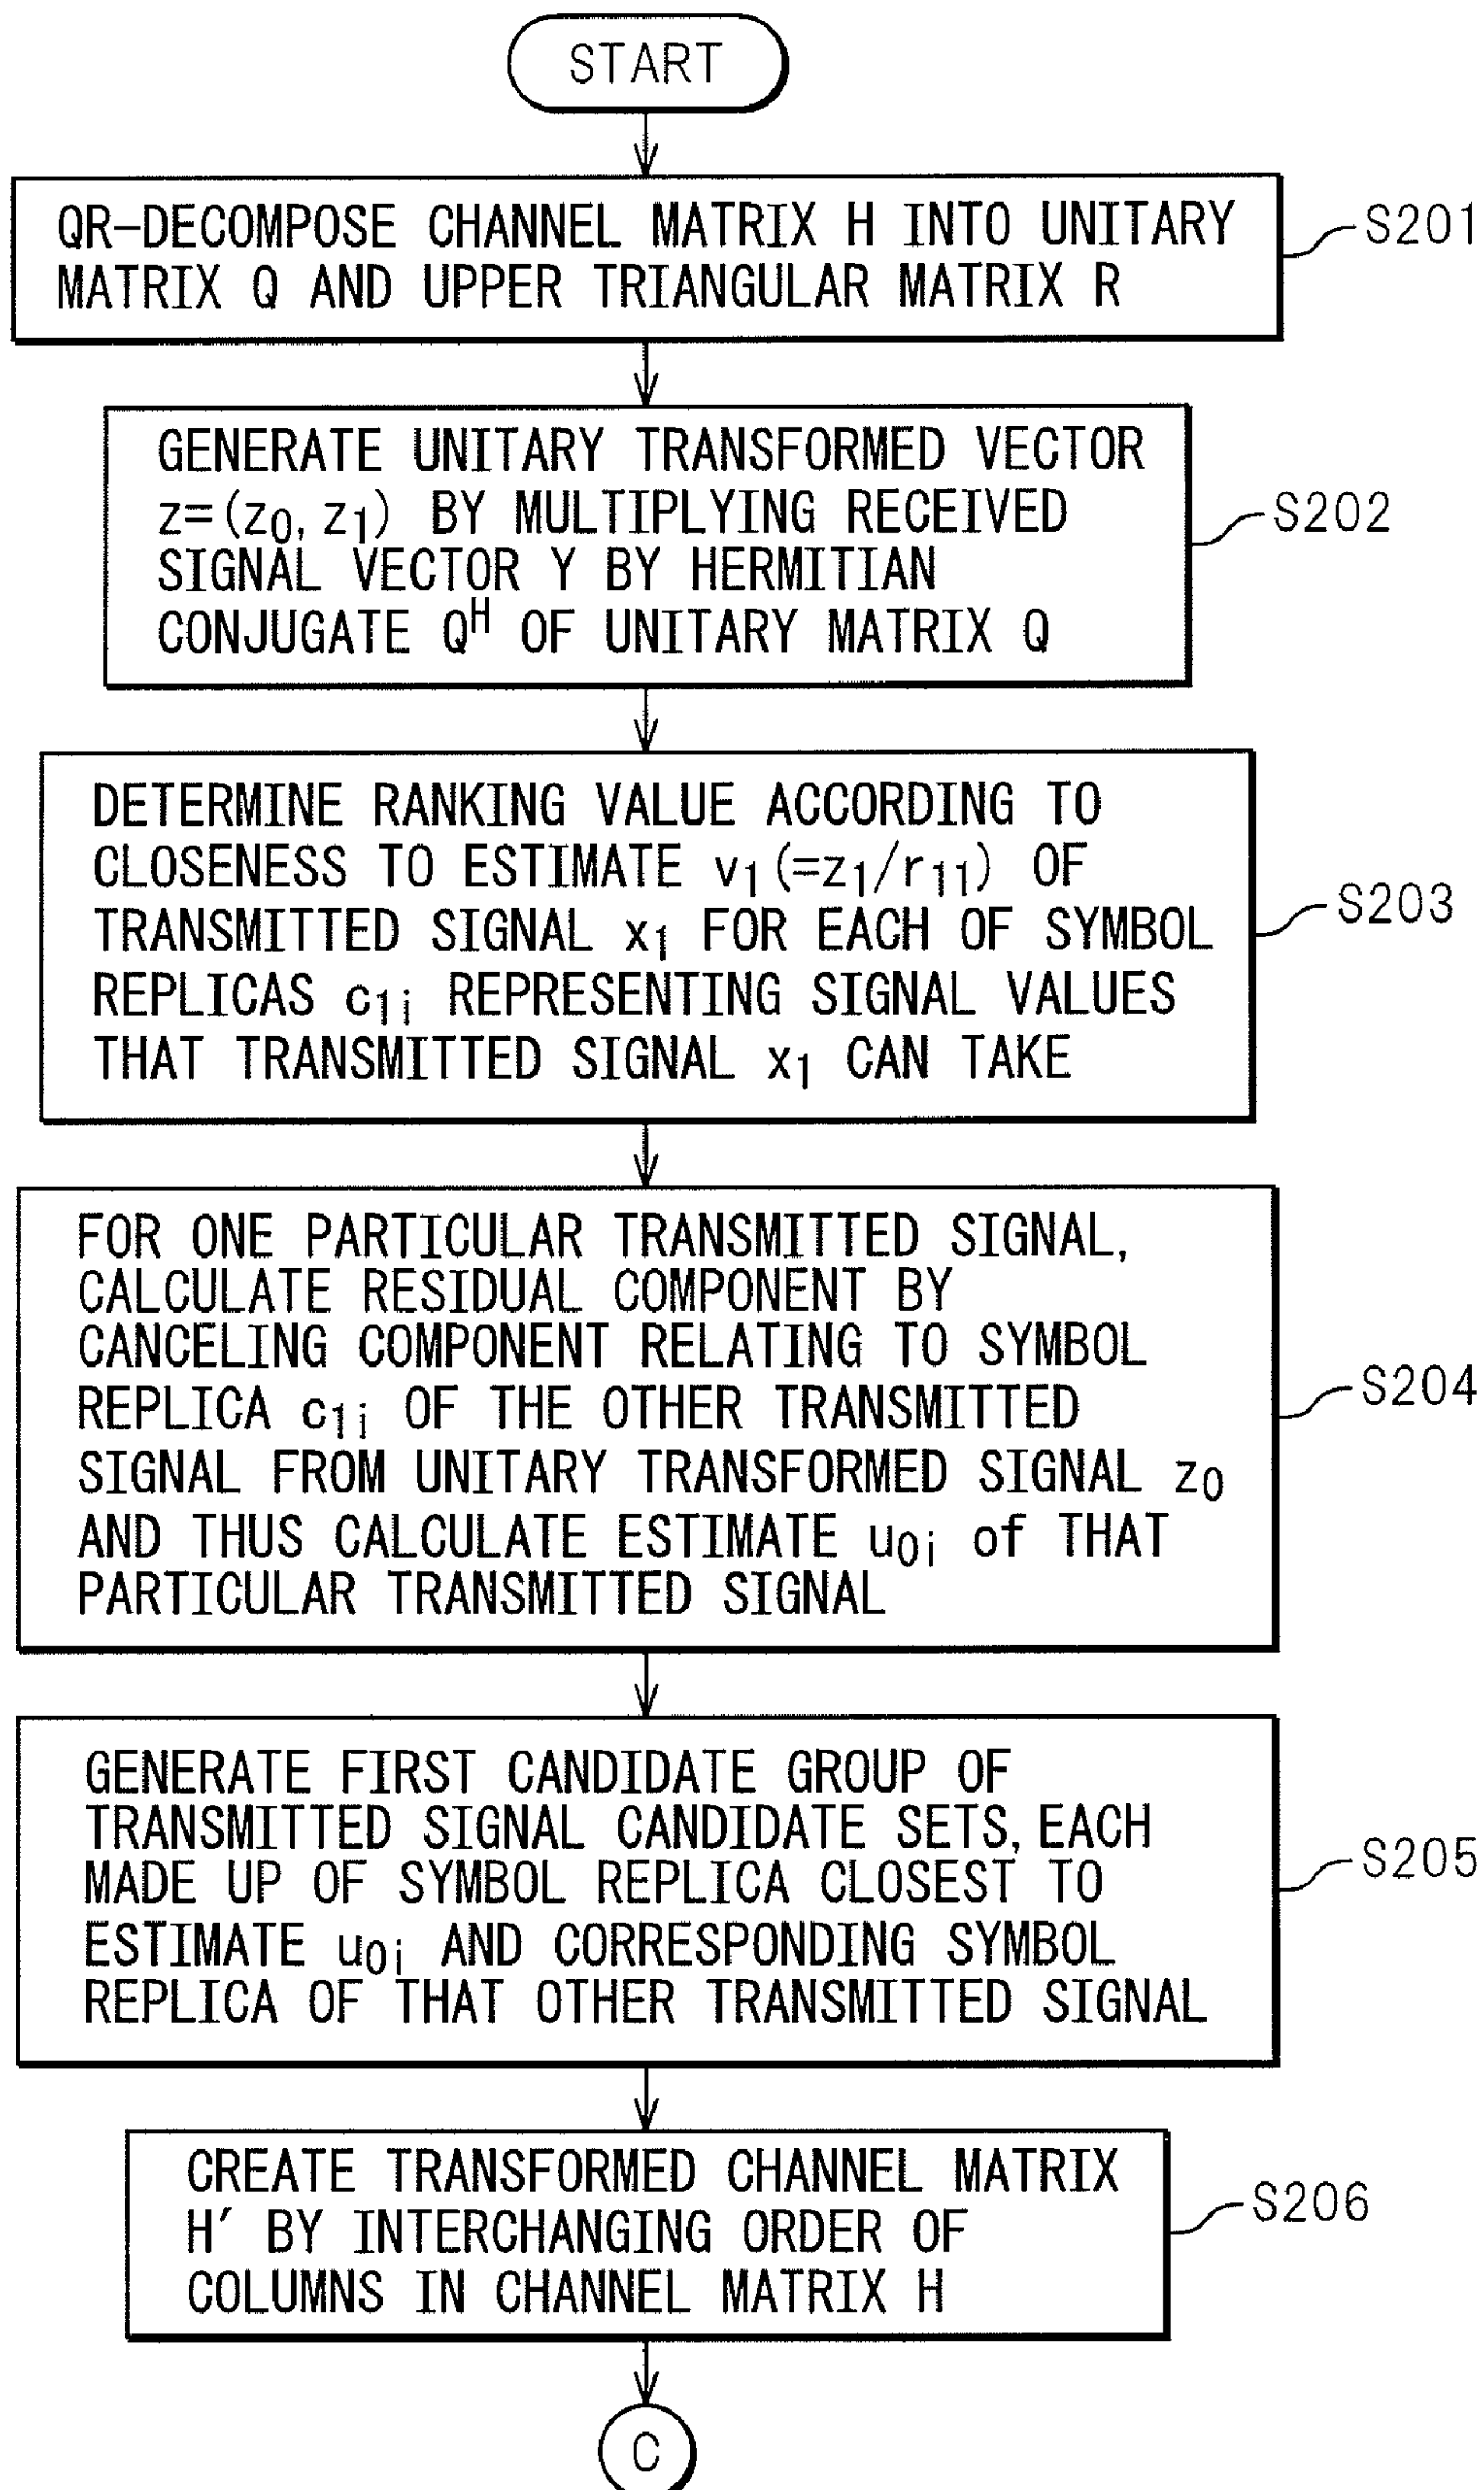 START
QR-DECOMPOSE CHANNEL MATRIX H INTO UNITARY
MATRIX Q AND UPPER TRIANGULAR MATRIX R
S201
GENERATE UNITARY TRANSFORMED VECTOR
z=(z₀, z₁) BY MULTIPLYING RECEIVED
SIGNAL VECTOR Y BY HERMITIAN
CONJUGATE Qᴴ OF UNITARY MATRIX Q
S202
DETERMINE RANKING VALUE ACCORDING TO
CLOSENESS TO ESTIMATE v₁(=z₁/r₁₁) OF
TRANSMITTED SIGNAL x₁ FOR EACH OF SYMBOL
REPLICAS c₁ᵢ REPRESENTING SIGNAL VALUES
THAT TRANSMITTED SIGNAL x₁ CAN TAKE
S203
FOR ONE PARTICULAR TRANSMITTED SIGNAL,
CALCULATE RESIDUAL COMPONENT BY
CANCELING COMPONENT RELATING TO SYMBOL
REPLICA c₁ᵢ OF THE OTHER TRANSMITTED
SIGNAL FROM UNITARY TRANSFORMED SIGNAL z₀
AND THUS CALCULATE ESTIMATE u₀ᵢ of THAT
PARTICULAR TRANSMITTED SIGNAL
S204
GENERATE FIRST CANDIDATE GROUP OF
TRANSMITTED SIGNAL CANDIDATE SETS, EACH
MADE UP OF SYMBOL REPLICA CLOSEST TO
ESTIMATE u₀ᵢ AND CORRESPONDING SYMBOL
REPLICA OF THAT OTHER TRANSMITTED SIGNAL
S205
CREATE TRANSFORMED CHANNEL MATRIX
H′ BY INTERCHANGING ORDER OF
COLUMNS IN CHANNEL MATRIX H
S206
C